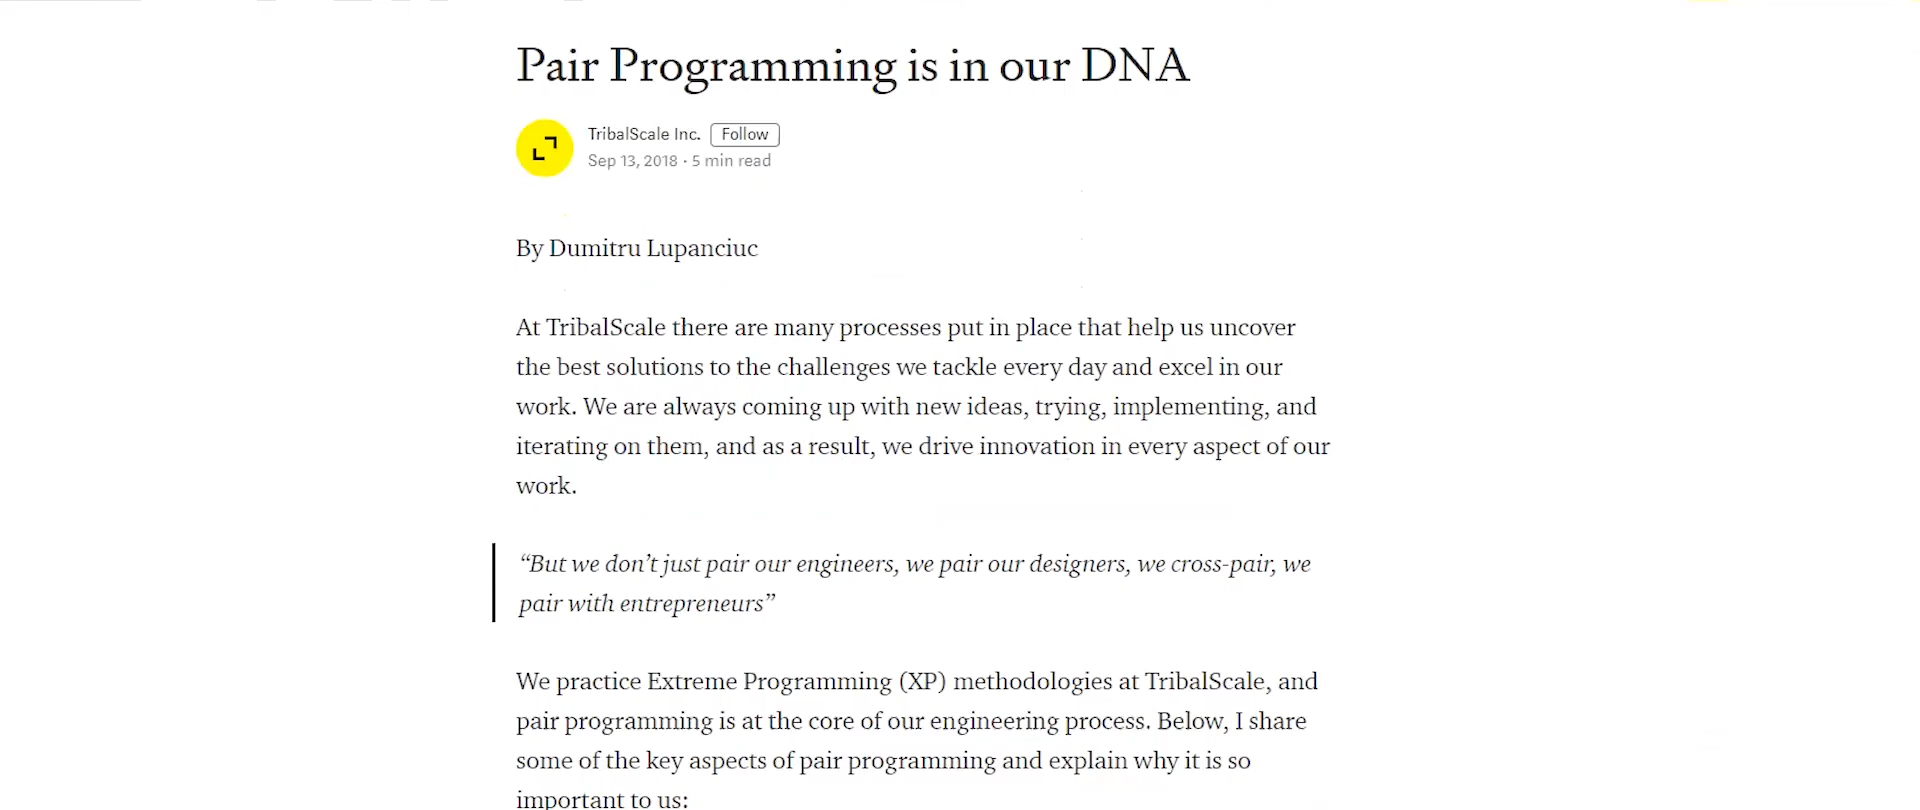 Pair Programming is in our DNA
TribalScale Inc. Follow
Sep 13, 2018 · 5 min read
By Dumitru Lupanciuc
At TribalScale there are many processes put in place that help us uncover
the best solutions to the challenges we tackle every day and excel in our
work. We are always coming up with new ideas, trying, implementing, and
iterating on them, and as a result, we drive innovation in every aspect of our
work.
“But we don’t just pair our engineers, we pair our designers, we cross-pair, we
pair with entrepreneurs”
We practice Extreme Programming (XP) methodologies at TribalScale, and
pair programming is at the core of our engineering process. Below, I share
some of the key aspects of pair programming and explain why it is so
important to us: